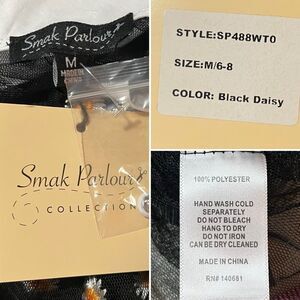 Smak Parlour
M
MADE IN
CHINA
Smak Parlour
COLLECTION
STYLE:SP488WT0
SIZE:M/6-8
COLOR: Black Daisy
100% POLYESTER
HAND WASH COLD
SEPARATELY
DO NOT BLEACH
HANG TO DRY
DO NOT IRON
CAN BE DRY CLEANED
MADE IN CHINA
RN# 140681